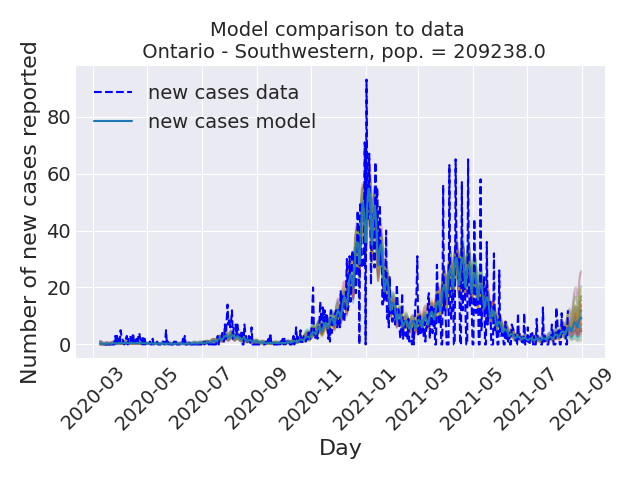 Model comparison to data
Ontario - Southwestern, pop. = 209238.0
Number of new cases reported
80
60
40
20
0
new cases data
new cases model
2020-03
2020-05
2020-07
2020-09
2020-11
2021-01
2021-03
2021-05
2021-07
2021-09
Day